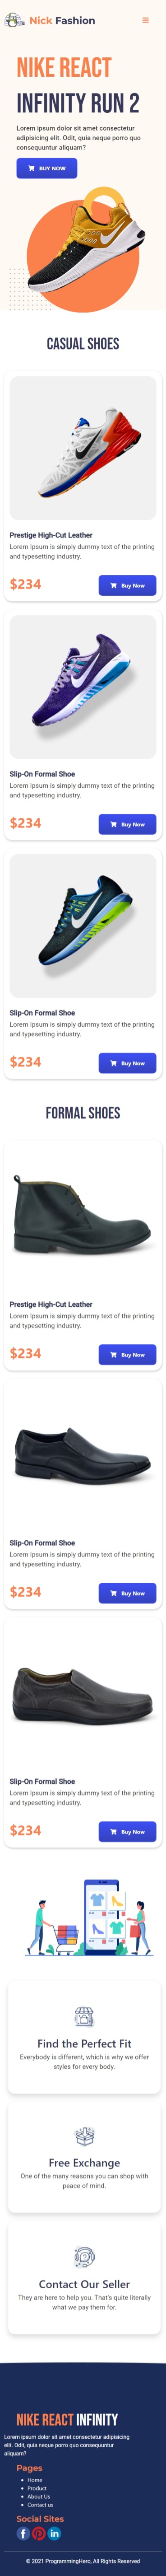 Nick Fashion
NIKE REACT
INFINITY RUN 2
Lorem ipsum dolor sit amet consectetur
adipisicing elit. Odit, quia neque porro quo
consequuntur aliquam?
BUY NOW
CASUAL SHOES
Prestige High-Cut Leather
Lorem Ipsum is simply dummy text of the printing
and typesetting industry.
$234
Buy Now
Slip-On Formal Shoe
Lorem Ipsum is simply dummy text of the printing
and typesetting industry.
$234
Buy Now
Slip-On Formal Shoe
Lorem Ipsum is simply dummy text of the printing
and typesetting industry.
$234
Buy Now
FORMAL SHOES
Prestige High-Cut Leather
Lorem Ipsum is simply dummy text of the printing
and typesetting industry.
$234
Buy Now
Slip-On Formal Shoe
Lorem Ipsum is simply dummy text of the printing
and typesetting industry.
$234
Buy Now
Slip-On Formal Shoe
Lorem Ipsum is simply dummy text of the printing
and typesetting industry.
$234
Buy Now
Find the Perfect Fit
Everybody is different, which is why we offer
styles for every body.
Free Exchange
One of the many reasons you can shop with
peace of mind.
Contact Our Seller
They are here to help you. That's quite literally
what we pay them for.
NIKE REACT INFINITY
Lorem ipsum dolor sit amet consectetur adipisicing
elit. Odit, quia neque porro quo consequuntur
aliquam?
Pages
Home
Product
About Us
Contact us
Social Sites
© 2021 ProgrammingHero, All Rights Reserved